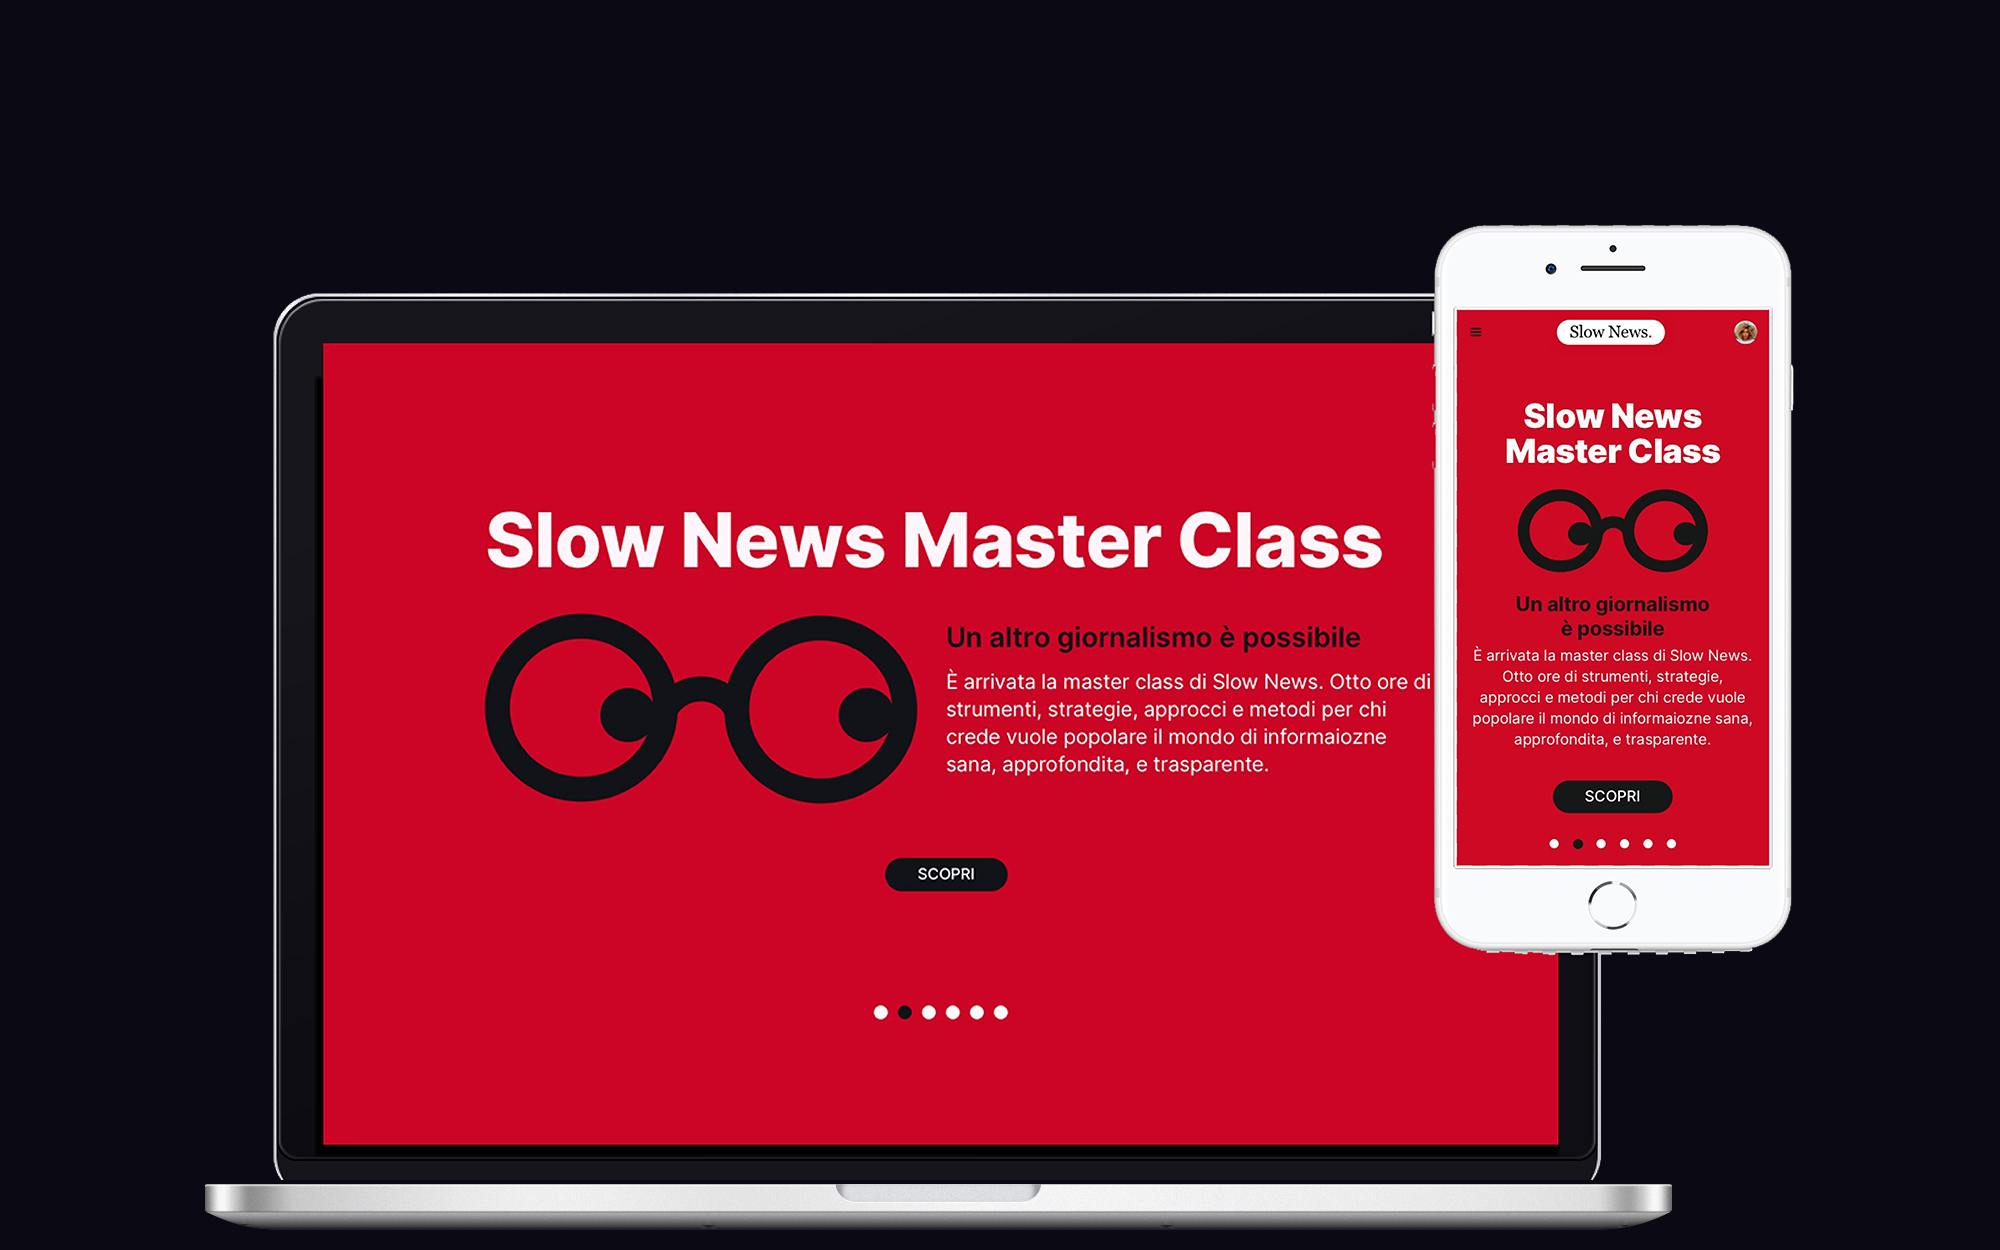 Slow News Master Class
Un altro giornalismo è possibile
È arrivata la master class di Slow News. Otto ore di
strumenti, strategie, approcci e metodi per chi
crede vuole popolare il mondo di informaiozne
sana, approfondita, e trasparente.
SCOPRI
Slow News.
Slow News
Master Class
Un altro giornalismo
è possibile
È arrivata la master class di Slow News.
Otto ore di strumenti, strategie,
approcci e metodi per chi crede vuole
popolare il mondo di informaiozne sana,
approfondita, e trasparente.
SCOPRI